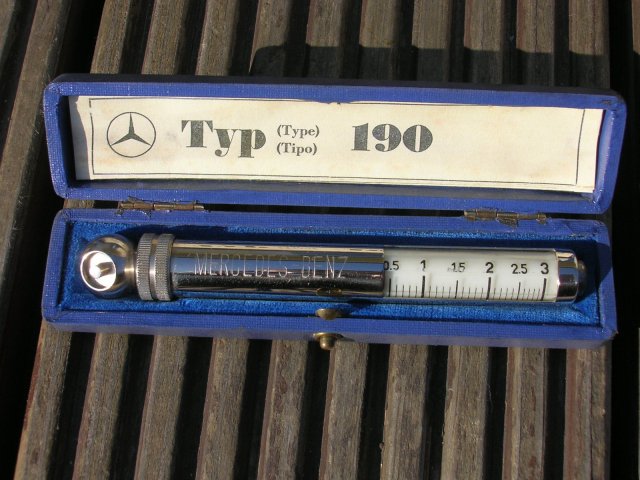 Typ (Type) 190
(Tipo)
MERCEDES-BENZ
0.5 1 1.5 2 2.5 3